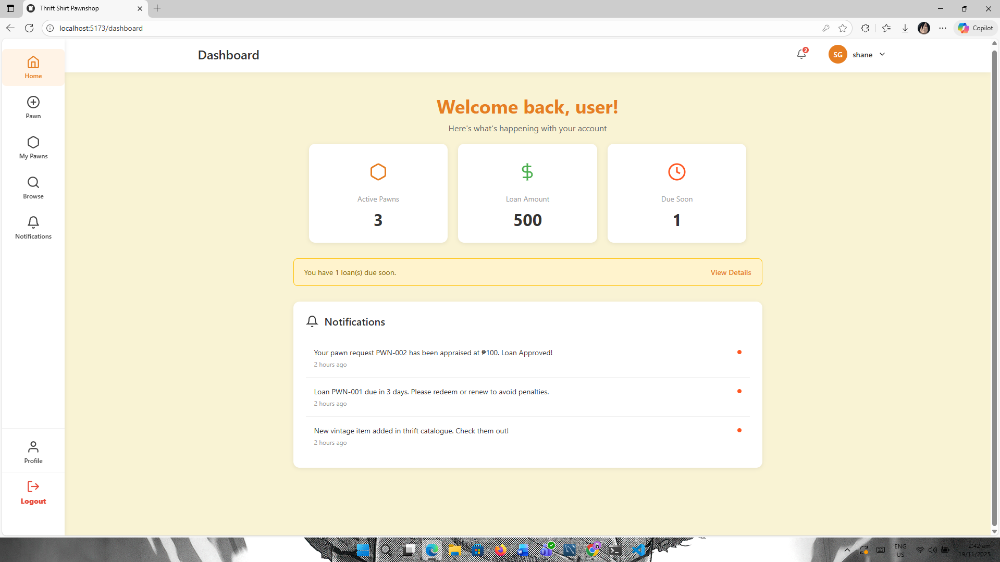 Thrift Shirt Pawnshop
localhost:5173/dashboard
Copilot
Dashboard
2
SG
shane
Home
Pawn
My Pawns
Browse
Notifications
Profile
Logout
Welcome back, user!
Here's what's happening with your account
Active Pawns
3
Loan Amount
500
Due Soon
1
You have 1 loan(s) due soon.
View Details
Notifications
Your pawn request PWN-002 has been appraised at ₱100. Loan Approved!
2 hours ago
Loan PWN-001 due in 3 days. Please redeem or renew to avoid penalties.
2 hours ago
New vintage item added in thrift catalogue. Check them out!
2 hours ago
ENG
US
2:42 am
19/11/2025